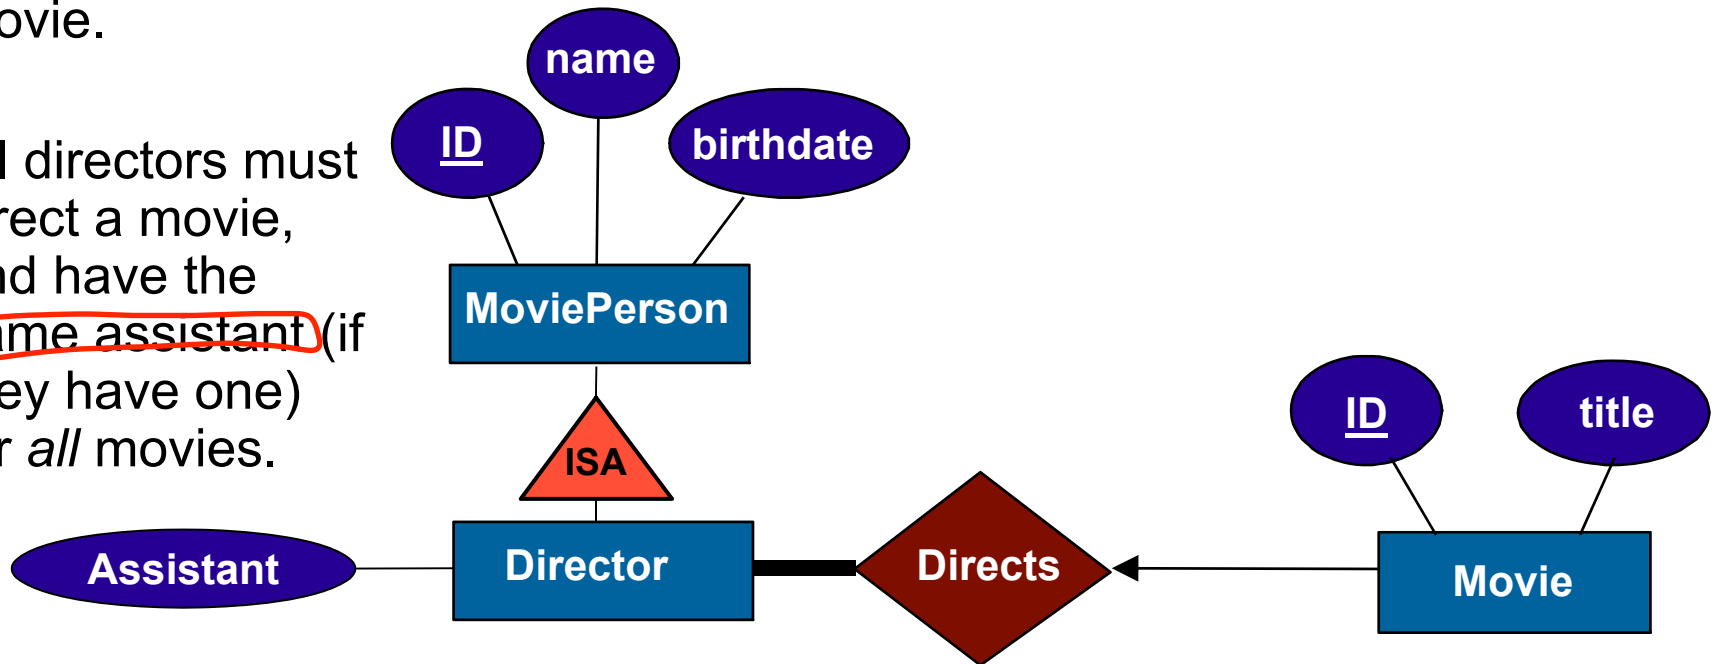 ovie.
l directors must
rect a movie,
nd have the
ame assistant (if
ey have one)
r all movies.
name
ID
birthdate
MoviePerson
ISA
ID
title
Assistant
Director
Directs
Movie